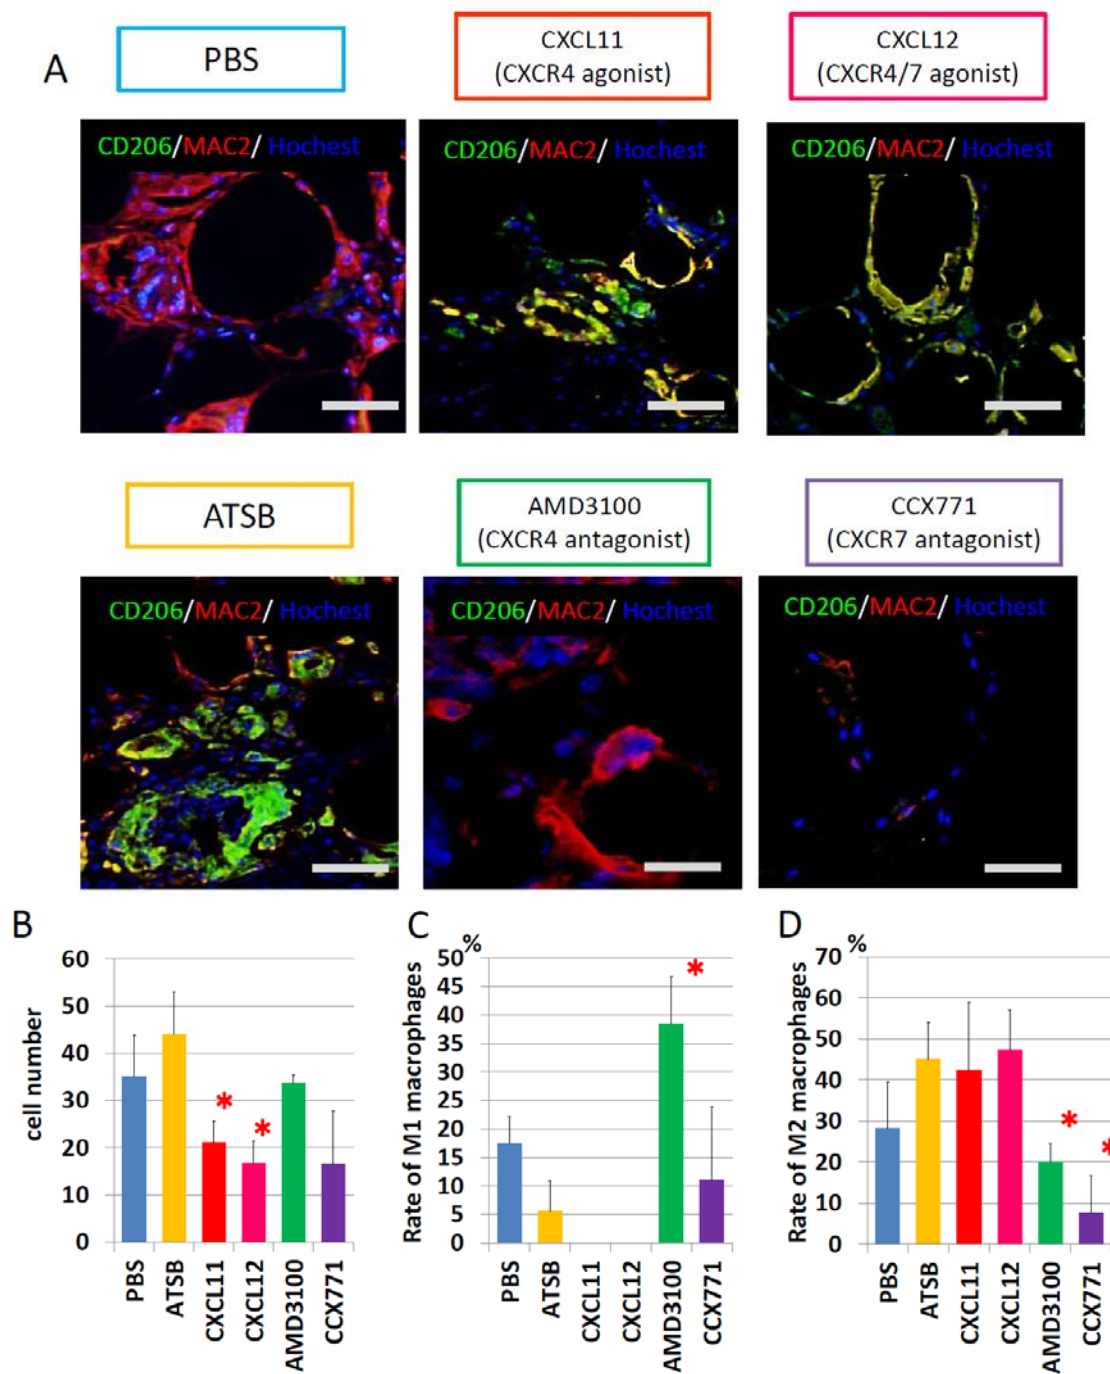 A
PBS
CXCL11
(CXCR4 agonist)
CXCL12
(CXCR4/7 agonist)
CD206/MAC2/ Hochest
CD206/MAC2/ Hochest
CD206/MAC2/ Hochest
ATSB
AMD3100
(CXCR4 antagonist)
CCX771
(CXCR7 antagonist)
CD206/MAC2/ Hochest
CD206/MAC2/ Hochest
CD206/MAC2/ Hochest
B
cell number
60
50
40
30
20
10
0
*
*
PBS
ATSB
CXCL11
CXCL12
AMD3100
CCX771
C
%
Rate of M1 macrophages
50
45
40
35
30
25
20
15
10
5
0
*
PBS
ATSB
CXCL11
CXCL12
AMD3100
CCX771
D
%
Rate of M2 macrophages
70
60
50
40
30
20
10
0
*
*
PBS
ATSB
CXCL11
CXCL12
AMD3100
CCX771